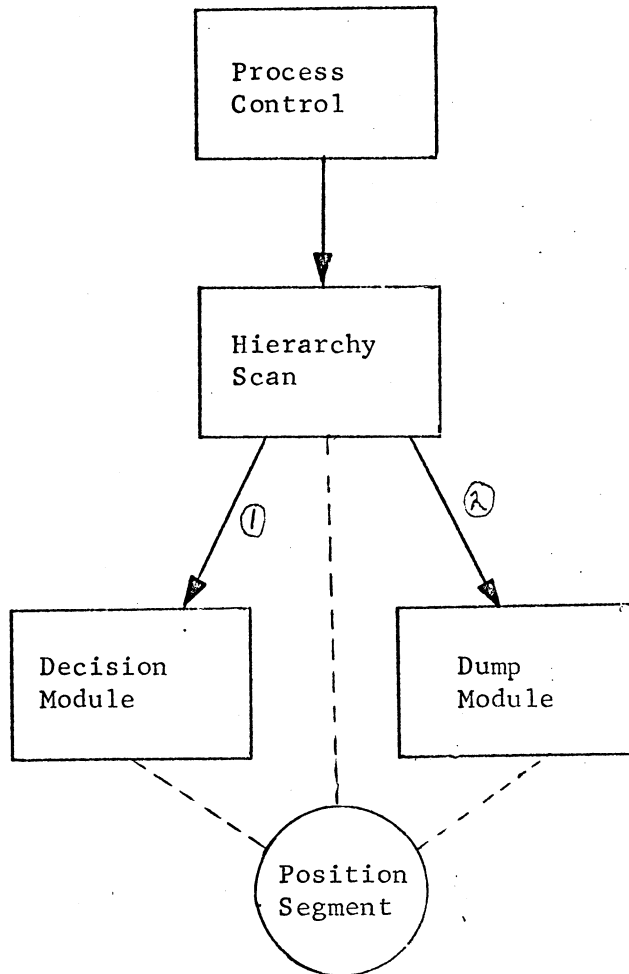 Process
Control
Hierarchy
Scan
①
②
Decision
Module
Dump
Module
Position
Segment